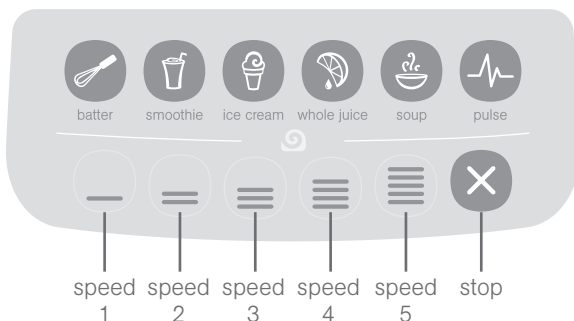 batter smoothie ice cream whole juice soup pulse
speed speed speed speed speed stop
1 2 3 4 5